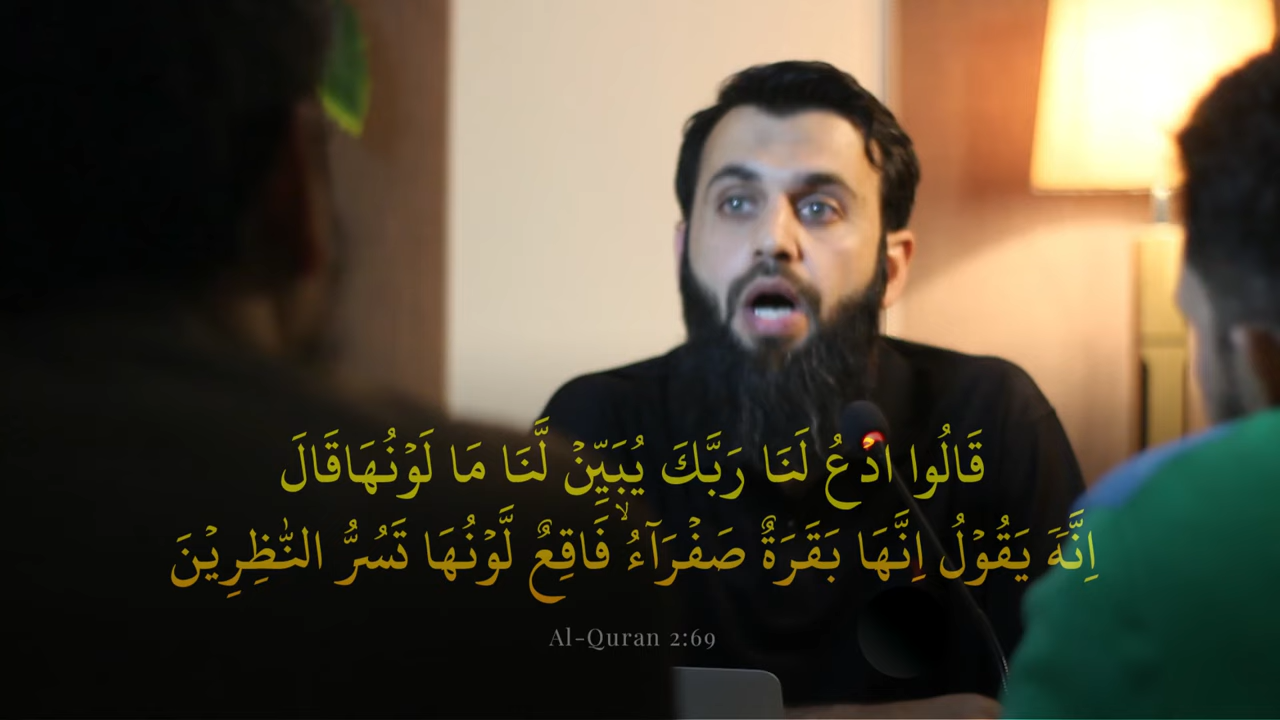 قَالُوا ادۡعُ لَنَا رَبَّكَ يُبَيِّنۡ لَّنَا مَا لَوۡنُهَاقَالَ
اِنَّهٗ يَقُوۡلُ اِنَّهَا بَقَرَةٌ صَفۡرَآءُ ۙ فَاقِعٌ لَّوۡنُهَا تَسُرُّ النّٰظِرِيۡنَ
Al-Quran 2:69